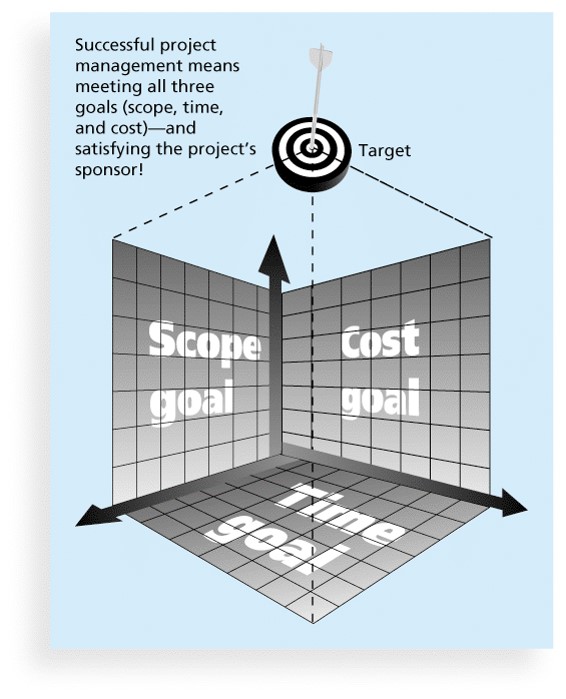 Successful project
management means
meeting all three
goals (scope, time,
and cost)—and
satisfying the project's
sponsor!
Target
Scope
goal
Cost
goal
Time
goal